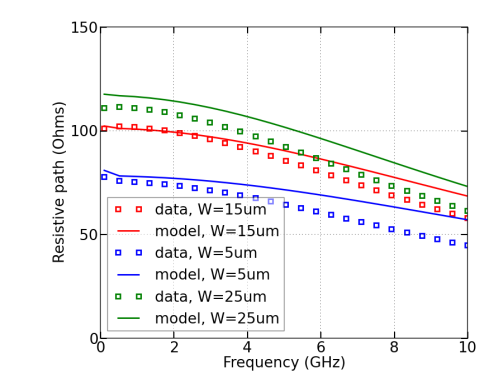 150
100
50
0
Resistive path (Ohms)
data, W=15um
model, W=15um
data, W=5um
model, W=5um
data, W=25um
model, W=25um
0 2 4 6 8 10
Frequency (GHz)